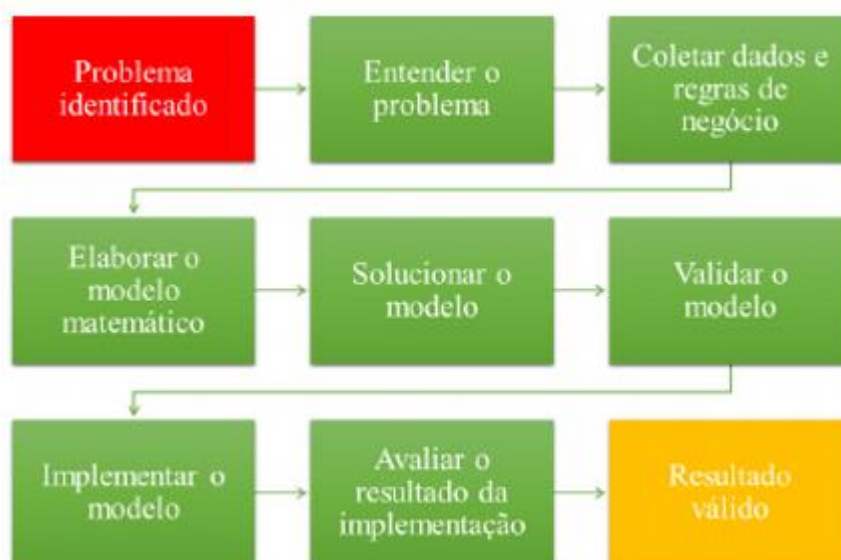 Problema
identificado
Entender o
problema
Coletar dados e
regras de
negócio
Elaborar o
modelo
matemático
Solucionar o
modelo
Validar o
modelo
Implementar o
modelo
Avaliar o
resultado da
implementação
Resultado
válido